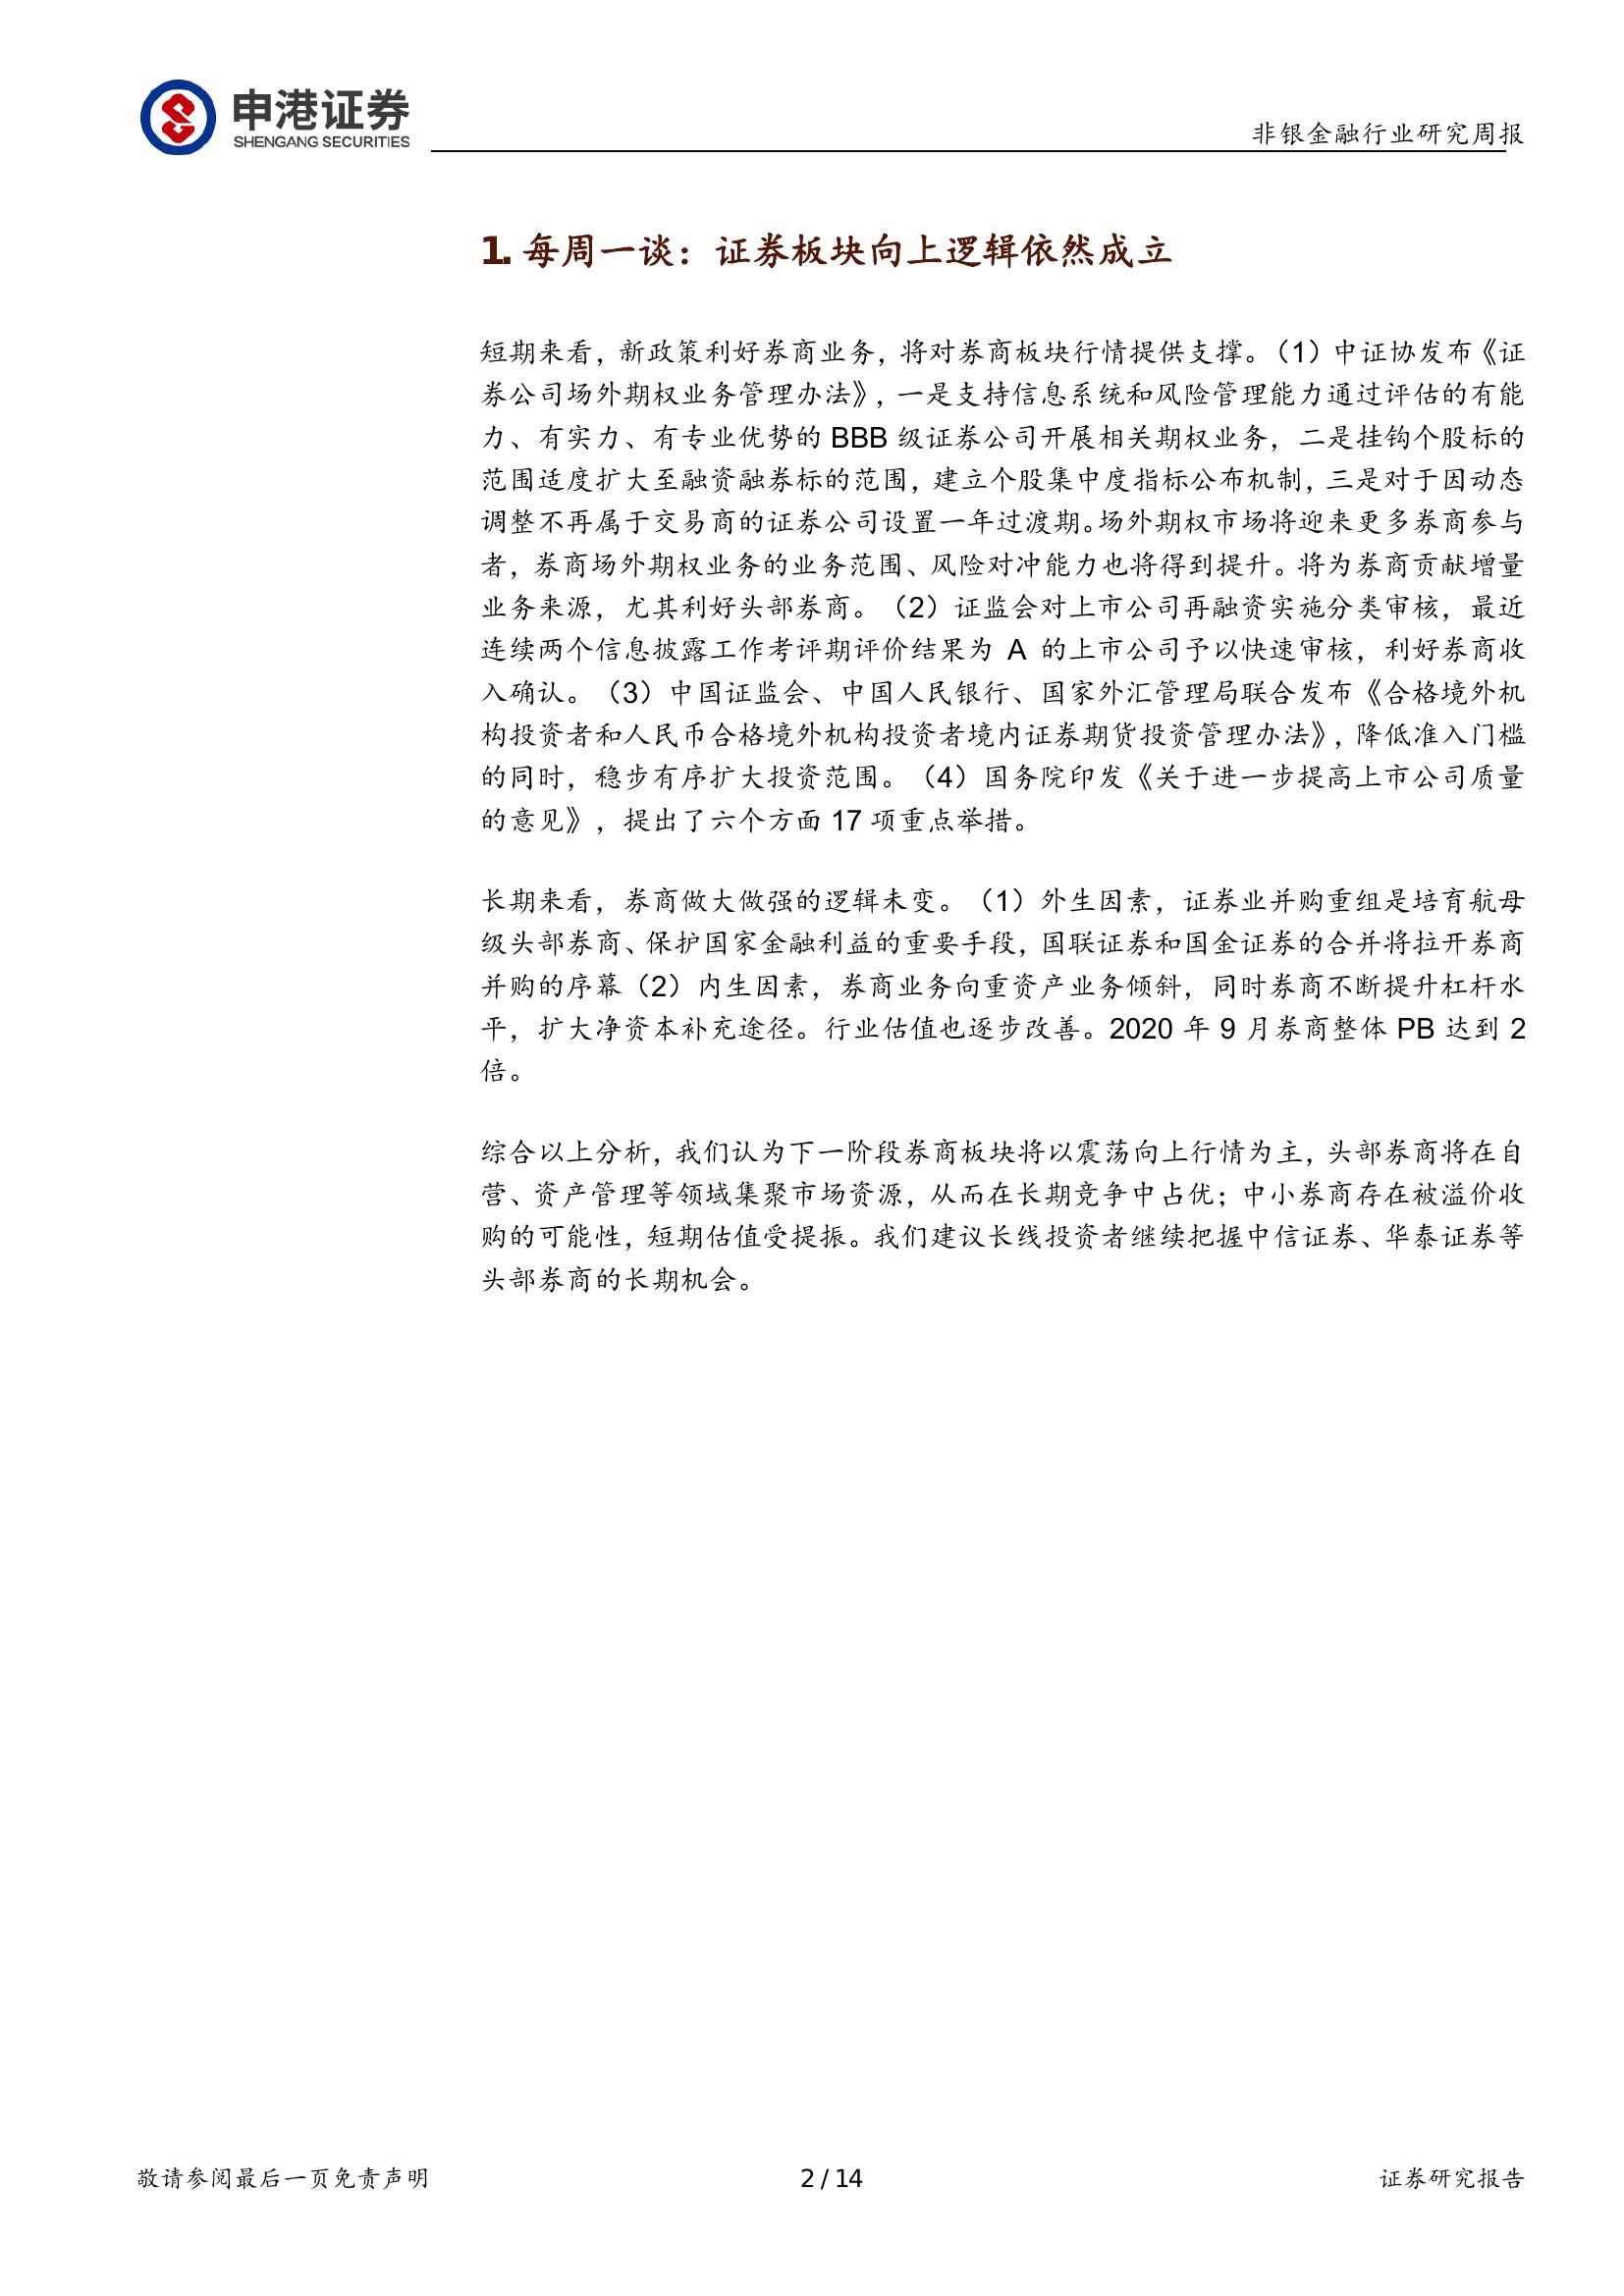 申港证券
SHENGANG SECURITIES
非银金融行业研究周报
1. 每周一谈：证券板块向上逻辑依然成立
短期来看，新政策利好券商业务，将对券商板块行情提供支撑。（1）中证协发布《证
券公司场外期权业务管理办法》，一是支持信息系统和风险管理能力通过评估的有能
力、有实力、有专业优势的 BBB 级证券公司开展相关期权业务，二是挂钩个股标的
范围适度扩大至融资融券标的范围，建立个股集中度指标公布机制，三是对于因动态
调整不再属于交易商的证券公司设置一年过渡期。场外期权市场将迎来更多券商参与
者，券商场外期权业务的业务范围、风险对冲能力也将得到提升。将为券商贡献增量
业务来源，尤其利好头部券商。（2）证监会对上市公司再融资实施分类审核，最近
连续两个信息披露工作考评期评价结果为 A 的上市公司予以快速审核，利好券商收
入确认。（3）中国证监会、中国人民银行、国家外汇管理局联合发布《合格境外机
构投资者和人民币合格境外机构投资者境内证券期货投资管理办法》，降低准入门槛
的同时，稳步有序扩大投资范围。（4）国务院印发《关于进一步提高上市公司质量
的意见》，提出了六个方面 17 项重点举措。
长期来看，券商做大做强的逻辑未变。（1）外生因素，证券业并购重组是培育航母
级头部券商、保护国家金融利益的重要手段，国联证券和国金证券的合并将拉开券商
并购的序幕（2）内生因素，券商业务向重资产业务倾斜，同时券商不断提升杠杆水
平，扩大净资本补充途径。行业估值也逐步改善。2020 年 9 月券商整体 PB 达到 2
倍。
综合以上分析，我们认为下一阶段券商板块将以震荡向上行情为主，头部券商将在自
营、资产管理等领域集聚市场资源，从而在长期竞争中占优；中小券商存在被溢价收
购的可能性，短期估值受提振。我们建议长线投资者继续把握中信证券、华泰证券等
头部券商的长期机会。
敬请参阅最后一页免责声明
2 / 14
证券研究报告